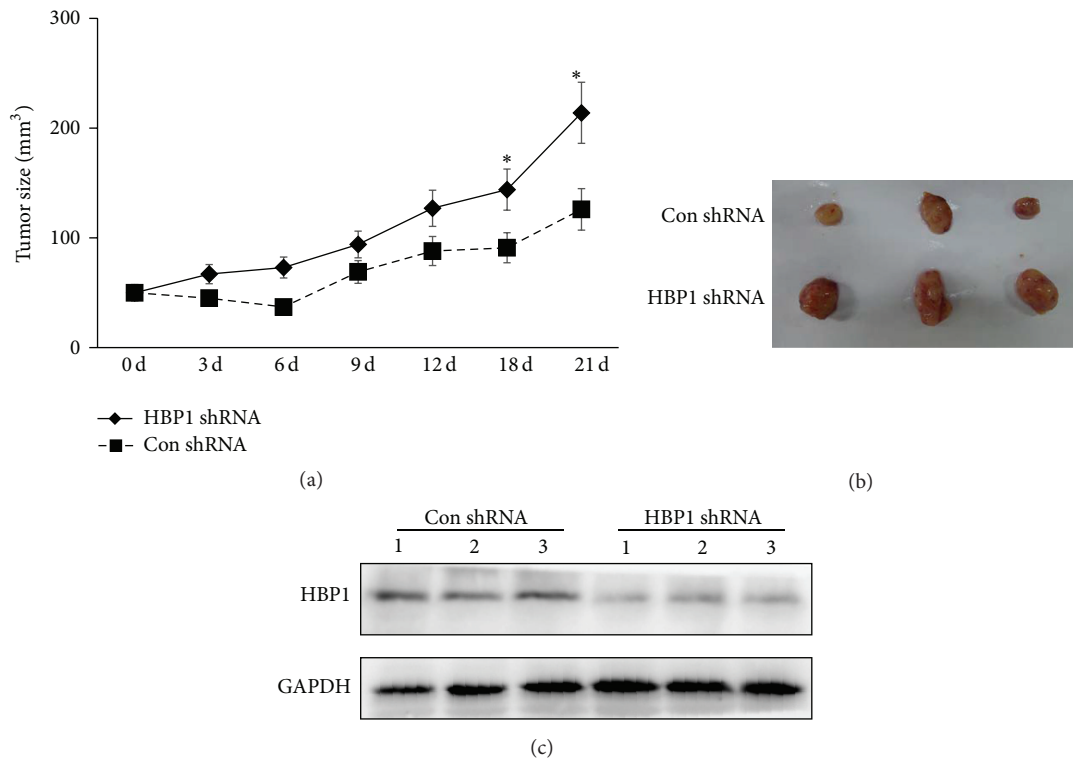 300
200
100
0
Tumor size (mm³)
*
*
0 d 3 d 6 d 9 d 12 d 18 d 21 d
HBP1 shRNA
Con shRNA
(a)
Con shRNA
HBP1 shRNA
(b)
Con shRNA HBP1 shRNA
1 2 3 1 2 3
HBP1
GAPDH
(c)